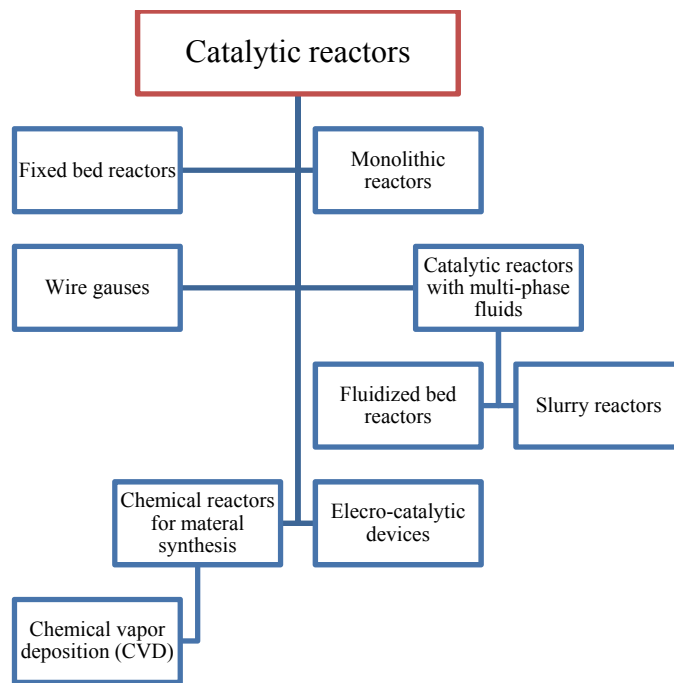 Catalytic reactors
Fixed bed reactors
Monolithic
reactors
Wire gauses
Catalytic reactors
with multi-phase
fluids
Fluidized bed
reactors
Slurry reactors
Chemical reactors
for materal
synthesis
Elecro-catalytic
devices
Chemical vapor
deposition (CVD)